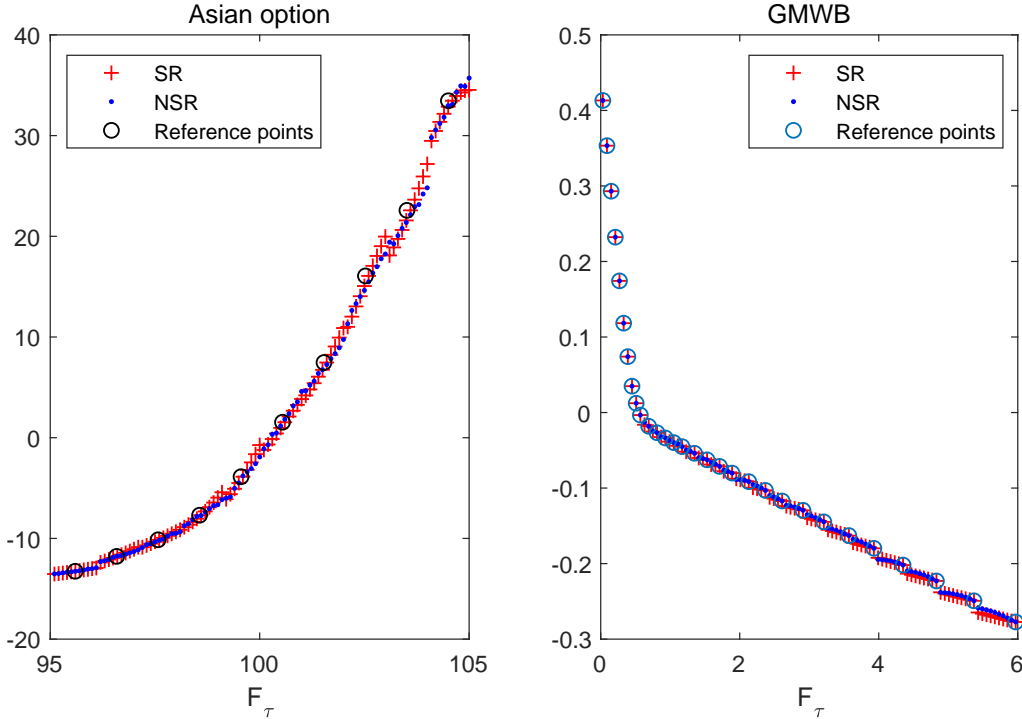 Asian option
40
30
20
10
0
-10
-20
95
100
105
F_τ
SR
NSR
Reference points
GMWB
0.5
0.4
0.3
0.2
0.1
0
-0.1
-0.2
-0.3
0
2
4
6
F_τ
SR
NSR
Reference points